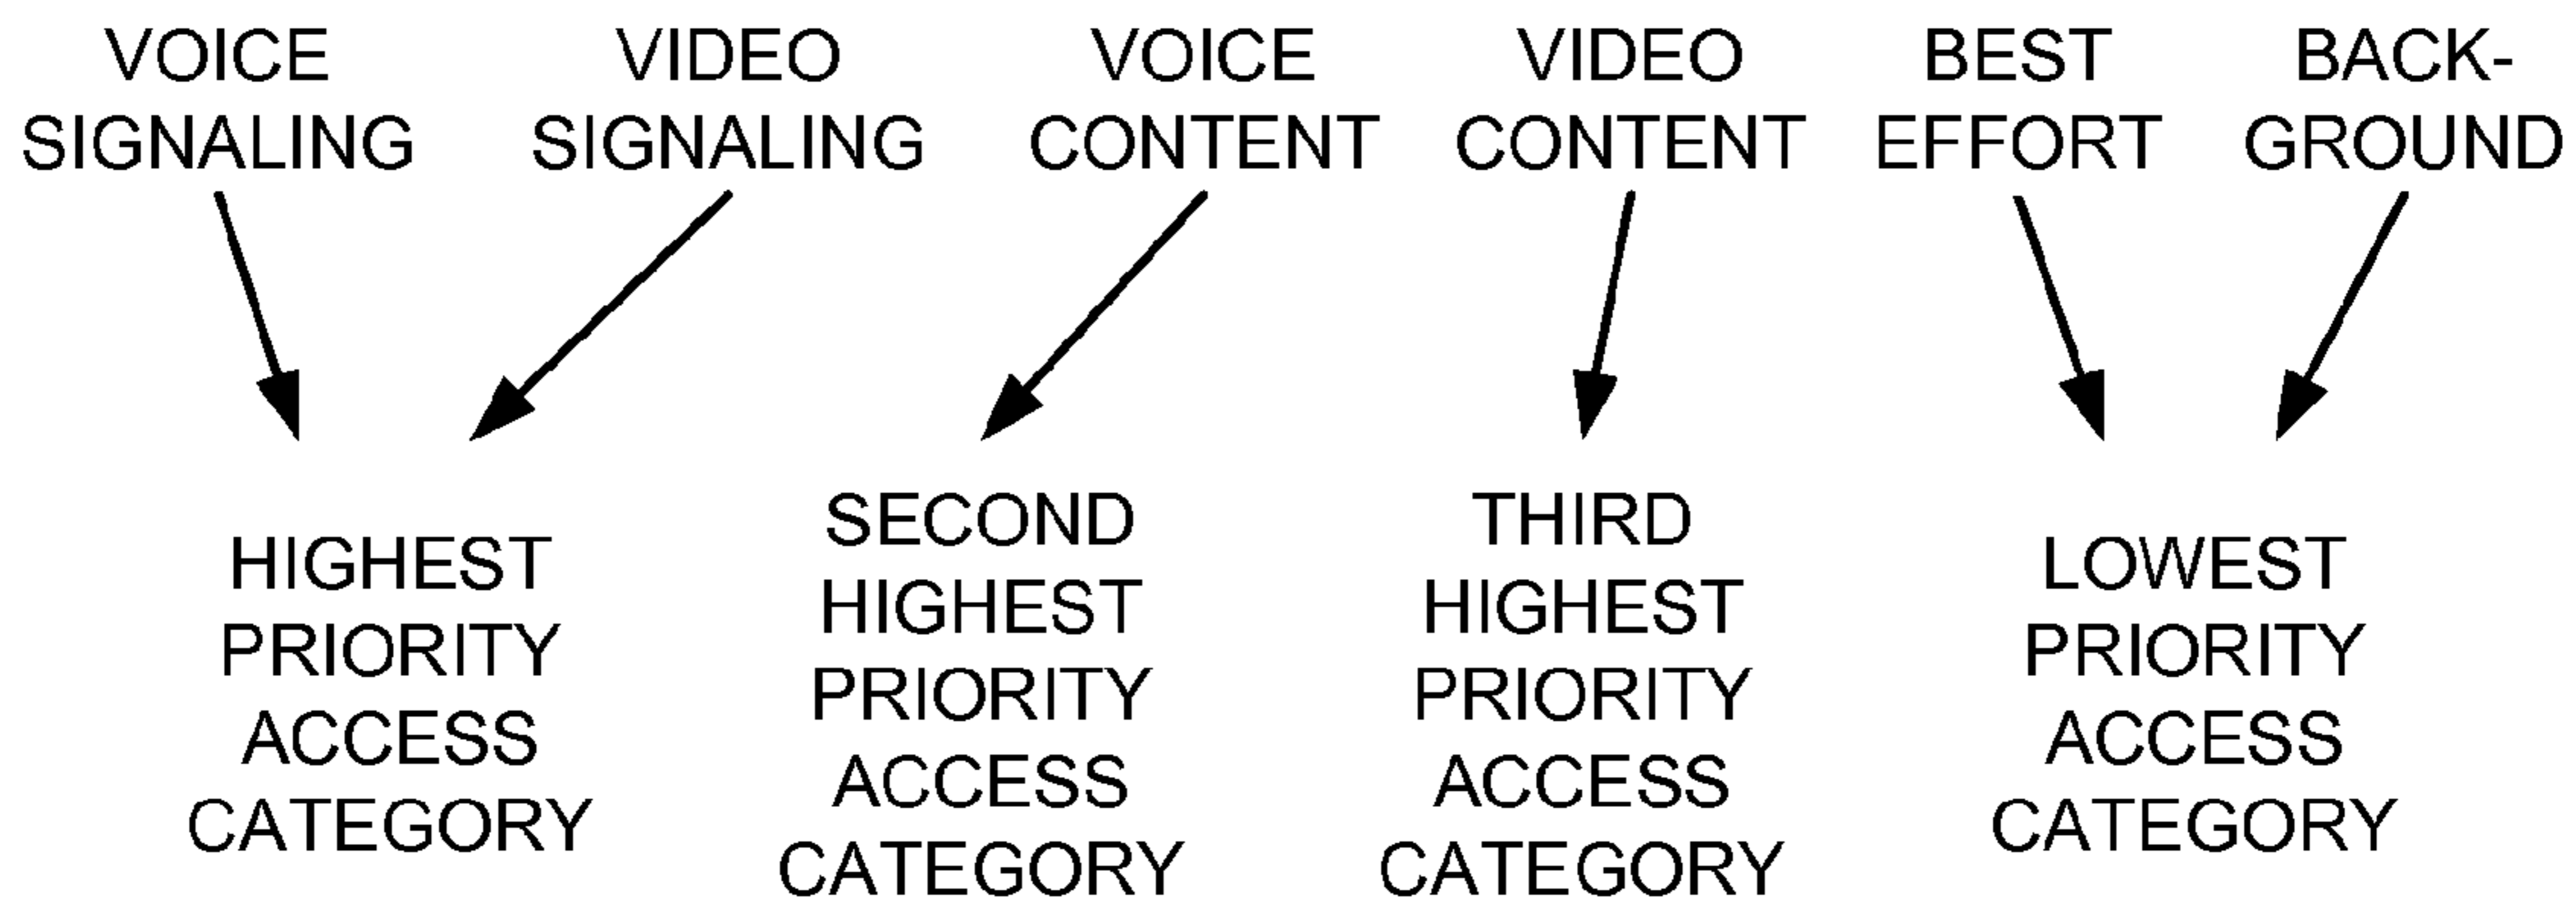 VOICE
SIGNALING
VIDEO
SIGNALING
VOICE
CONTENT
VIDEO
CONTENT
BEST
EFFORT
BACK-
GROUND
HIGHEST
PRIORITY
ACCESS
CATEGORY
SECOND
HIGHEST
PRIORITY
ACCESS
CATEGORY
THIRD
HIGHEST
PRIORITY
ACCESS
CATEGORY
LOWEST
PRIORITY
ACCESS
CATEGORY